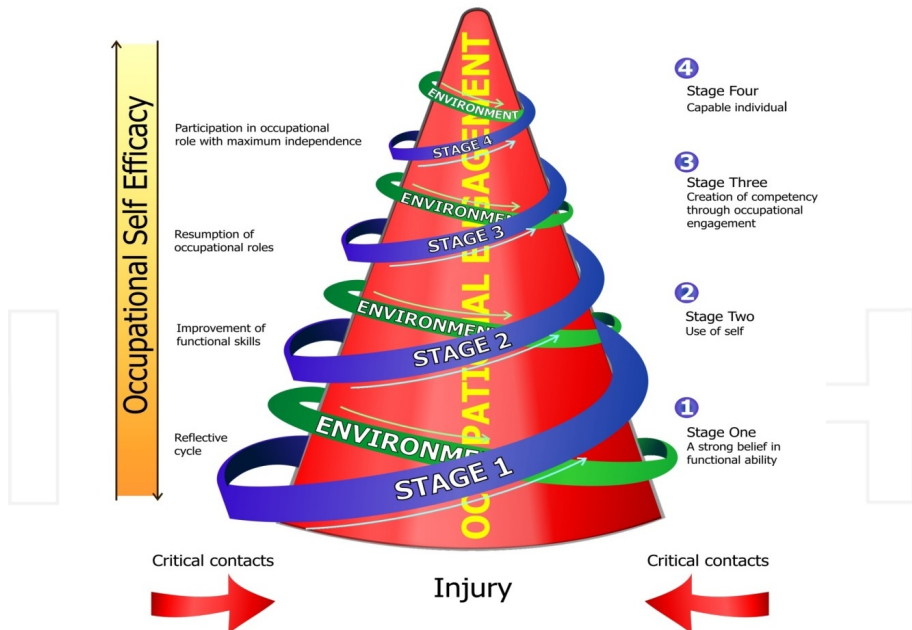 Occupational Self Efficacy
Participation in occupational
role with maximum independence
Resumption of
occupational roles
Improvement of
functional skills
Reflective
cycle
OCCUPATIONAL ENGAGEMENT
ENVIRONMENT
STAGE 4
ENVIRONMENT
STAGE 3
ENVIRONMENT
STAGE 2
ENVIRONMENT
STAGE 1
4
Stage Four
Capable individual
3
Stage Three
Creation of competency
through occupational
engagement
2
Stage Two
Use of self
1
Stage One
A strong belief in
functional ability
Critical contacts
Injury
Critical contacts